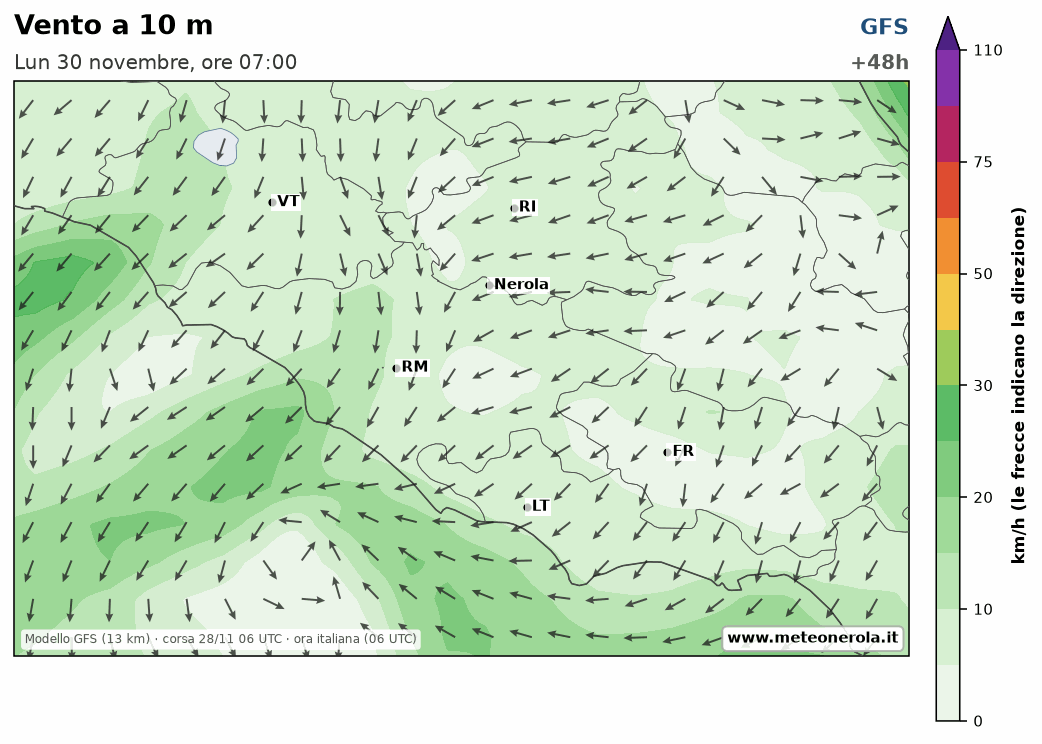 Vento a 10 m
GFS
Lun 30 novembre, ore 07:00
+48h
VT
RI
Nerola
RM
FR
LT
Modello GFS (13 km) · corsa 28/11 06 UTC · ora italiana (06 UTC)
www.meteonerola.it
110
75
50
30
20
10
0
km/h (le frecce indicano la direzione)